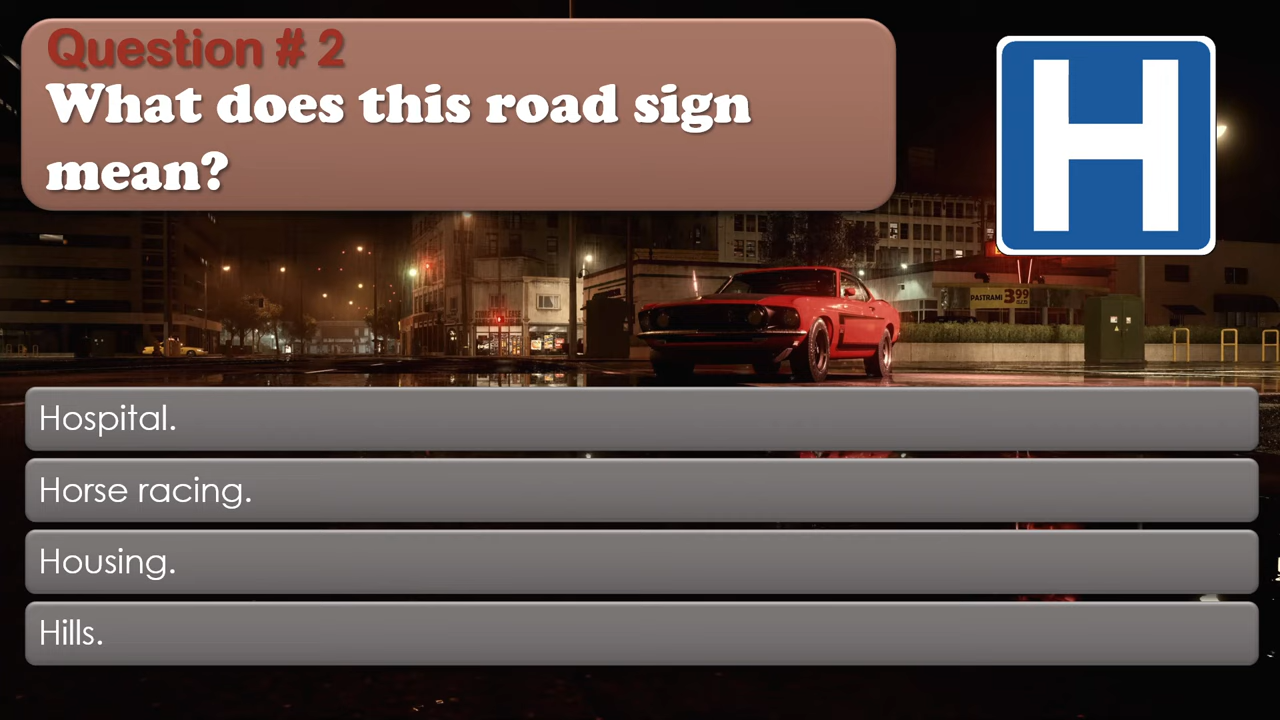 Question # 2
What does this road sign
mean?
H
PASTRAMI 3.99
Hospital.
Horse racing.
Housing.
Hills.